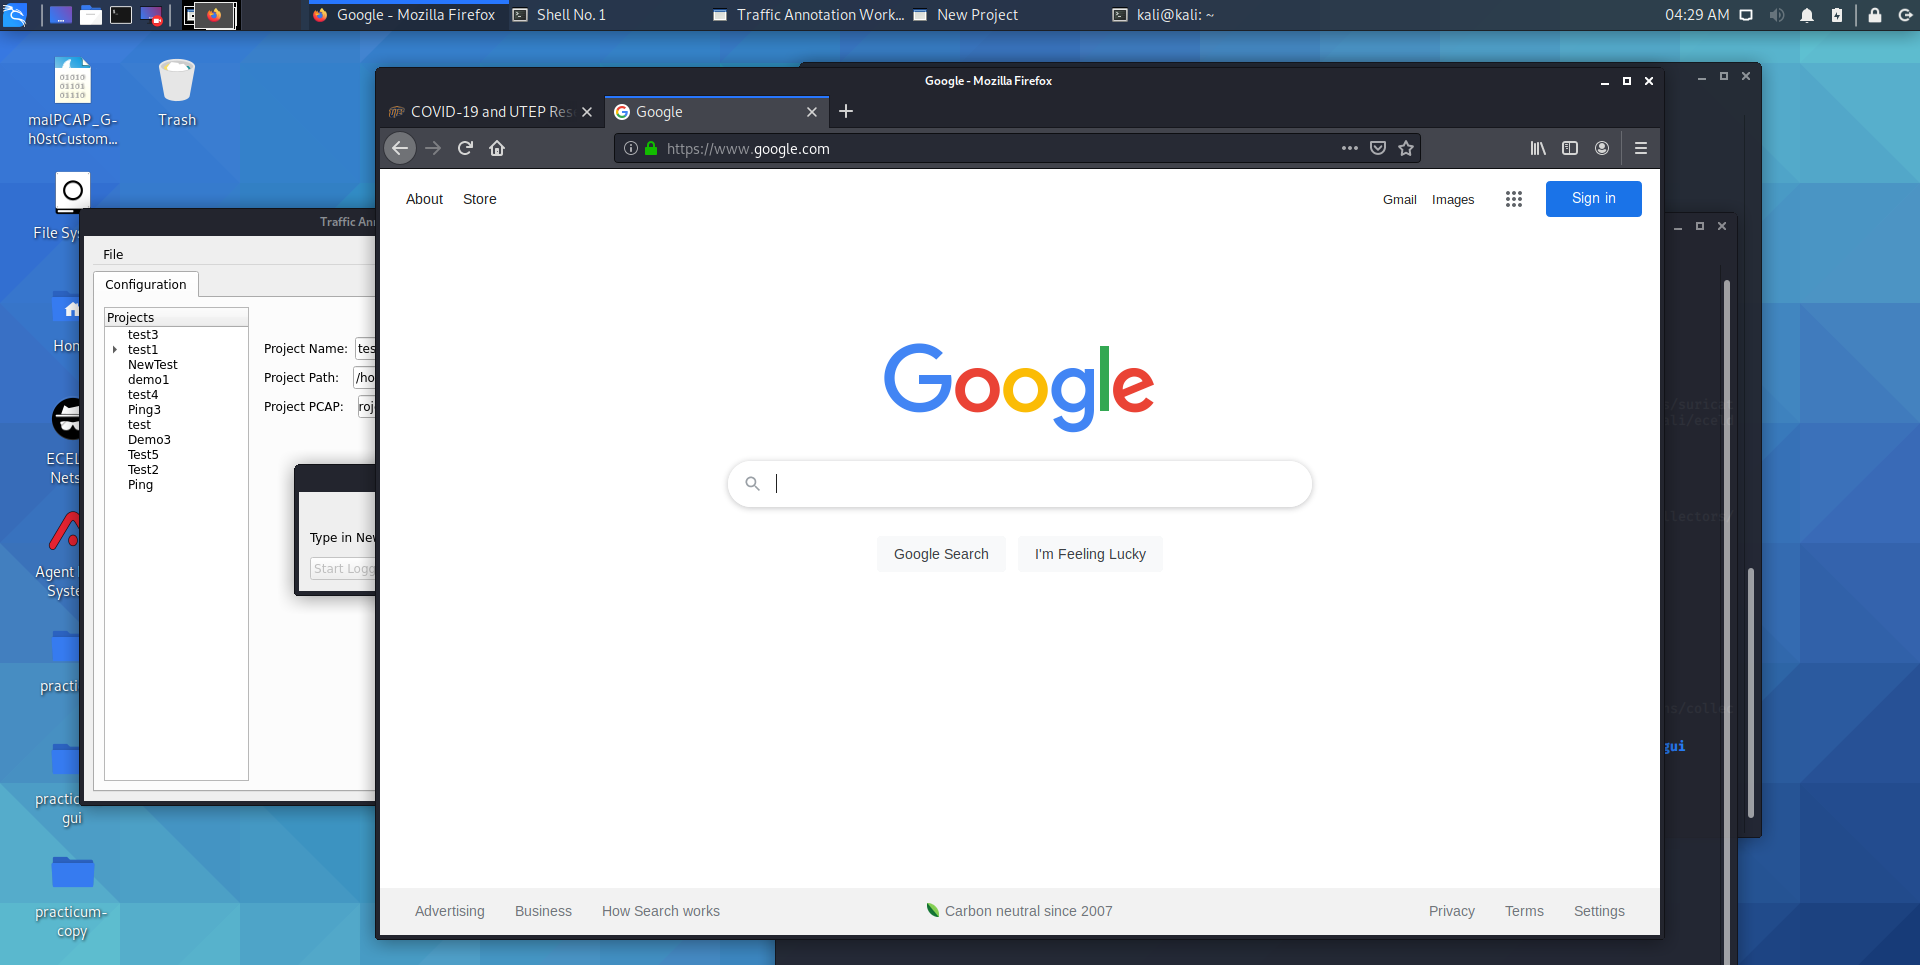 Google - Mozilla Firefox
Shell No. 1
Traffic Annotation Work...
New Project
kali@kali: ~
04:29 AM
malPCAP_G-
h0stCustom...
Trash
File Sy
Hon
ECEL
Nets
Agent
Syste
practi
practic
gui
practicum-
copy
Traffic An
File
Configuration
Projects
test3
test1
NewTest
demo1
test4
Ping3
test
Demo3
Test5
Test2
Ping
Project Name: tes
Project Path: /ho
Project PCAP: roj
Type in Nev
Start Logg
Google - Mozilla Firefox
COVID-19 and UTEP Res
Google
https://www.google.com
About
Store
Gmail
Images
Sign in
Google
Google Search
I'm Feeling Lucky
Advertising
Business
How Search works
Carbon neutral since 2007
Privacy
Terms
Settings
s/surica
ali/ecel
llectors/
ns/collec
gui